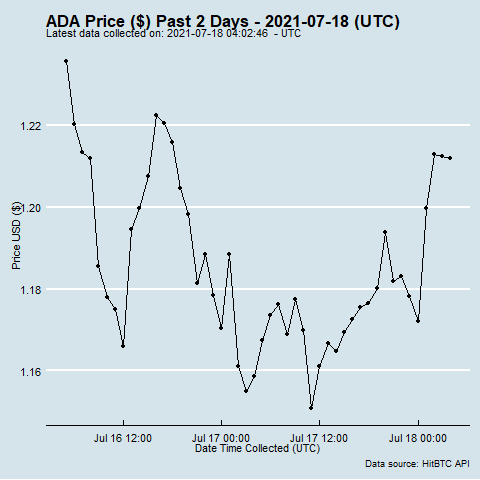 ADA Price ($) Past 2 Days - 2021-07-18 (UTC)
Latest data collected on: 2021-07-18 04:02:46 - UTC
1.22
1.20
1.18
1.16
Price USD ($)
Jul 16 12:00 Jul 17 00:00 Jul 17 12:00 Jul 18 00:00
Date Time Collected (UTC)
Data source: HitBTC API